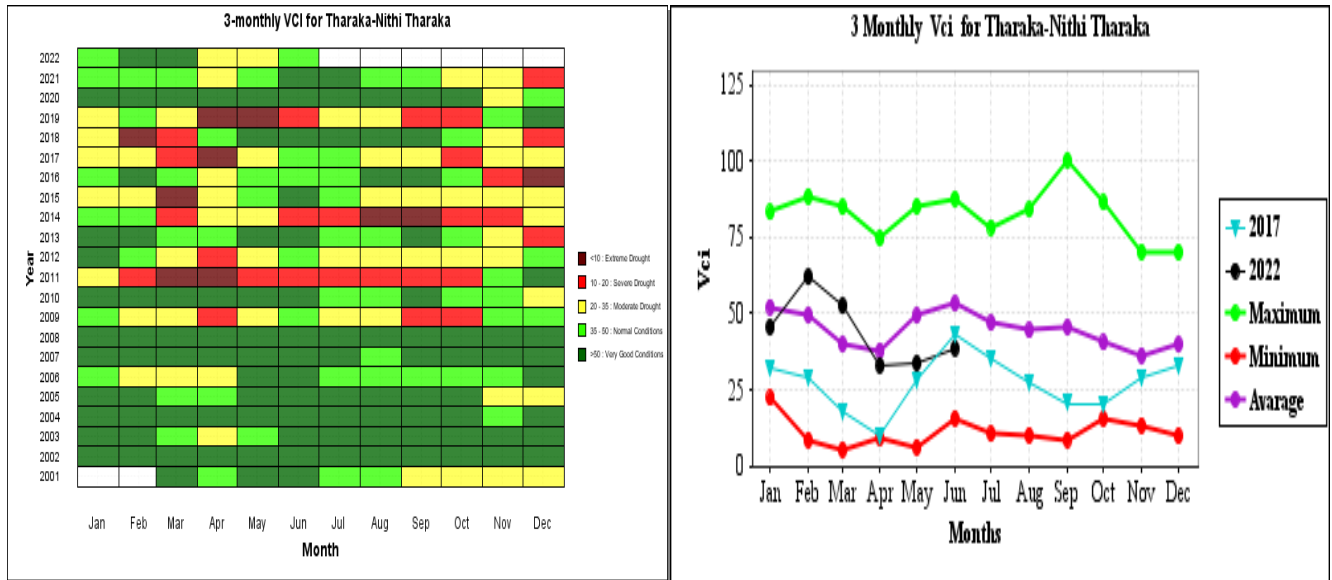 3-monthly VCI for Tharaka-Nithi Tharaka
2022
2021
2020
2019
2018
2017
2016
2015
2014
2013
2012
2011
2010
2009
2008
2007
2006
2005
2004
2003
2002
2001
Year
Jan Feb Mar Apr May Jun Jul Aug Sep Oct Nov Dec
Month
<10 : Extreme Drought
10 - 20 : Severe Drought
20 - 35 : Moderate Drought
35 - 50 : Normal Conditions
>50 : Very Good Conditions
3 Monthly Vci for Tharaka-Nithi Tharaka
125
100
75
50
25
0
Vci
Jan Feb Mar Apr May Jun Jul Aug Sep Oct Nov Dec
Months
2017
2022
Maximum
Minimum
Avarage